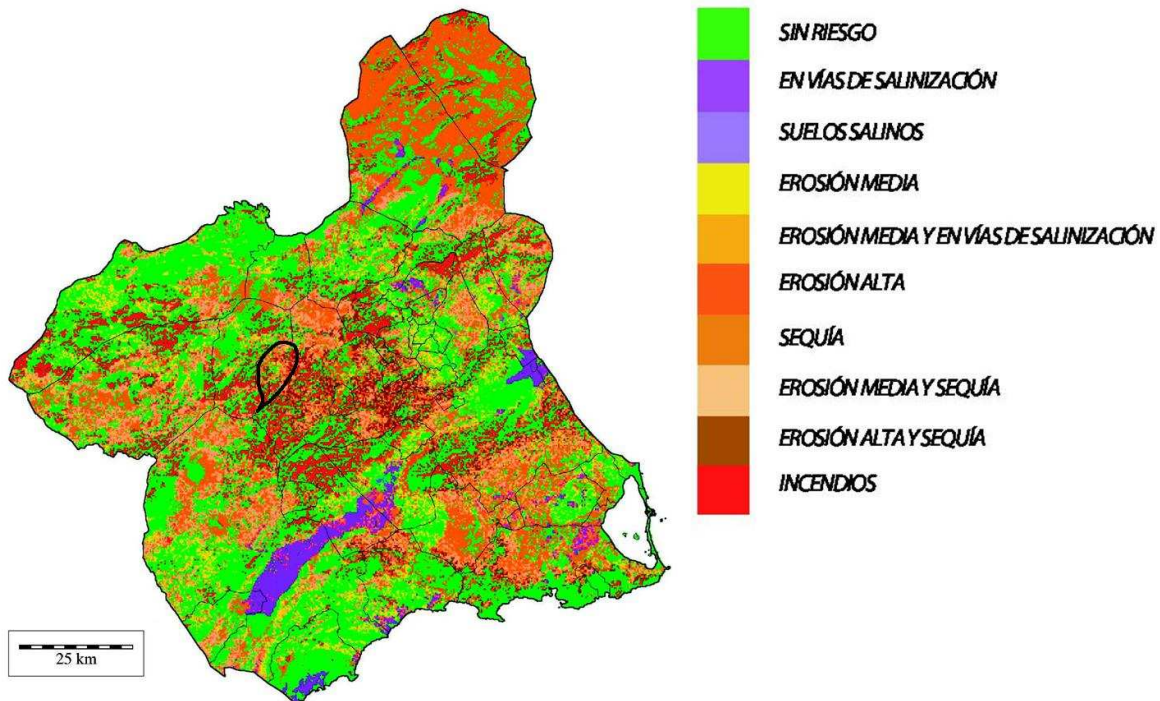 SIN RIESGO
EN VÍAS DE SALINIZACIÓN
SUELOS SALINOS
EROSIÓN MEDIA
EROSIÓN MEDIA Y EN VÍAS DE SALINIZACIÓN
EROSIÓN ALTA
SEQUÍA
EROSIÓN MEDIA Y SEQUÍA
EROSIÓN ALTA Y SEQUÍA
INCENDIOS
25 km